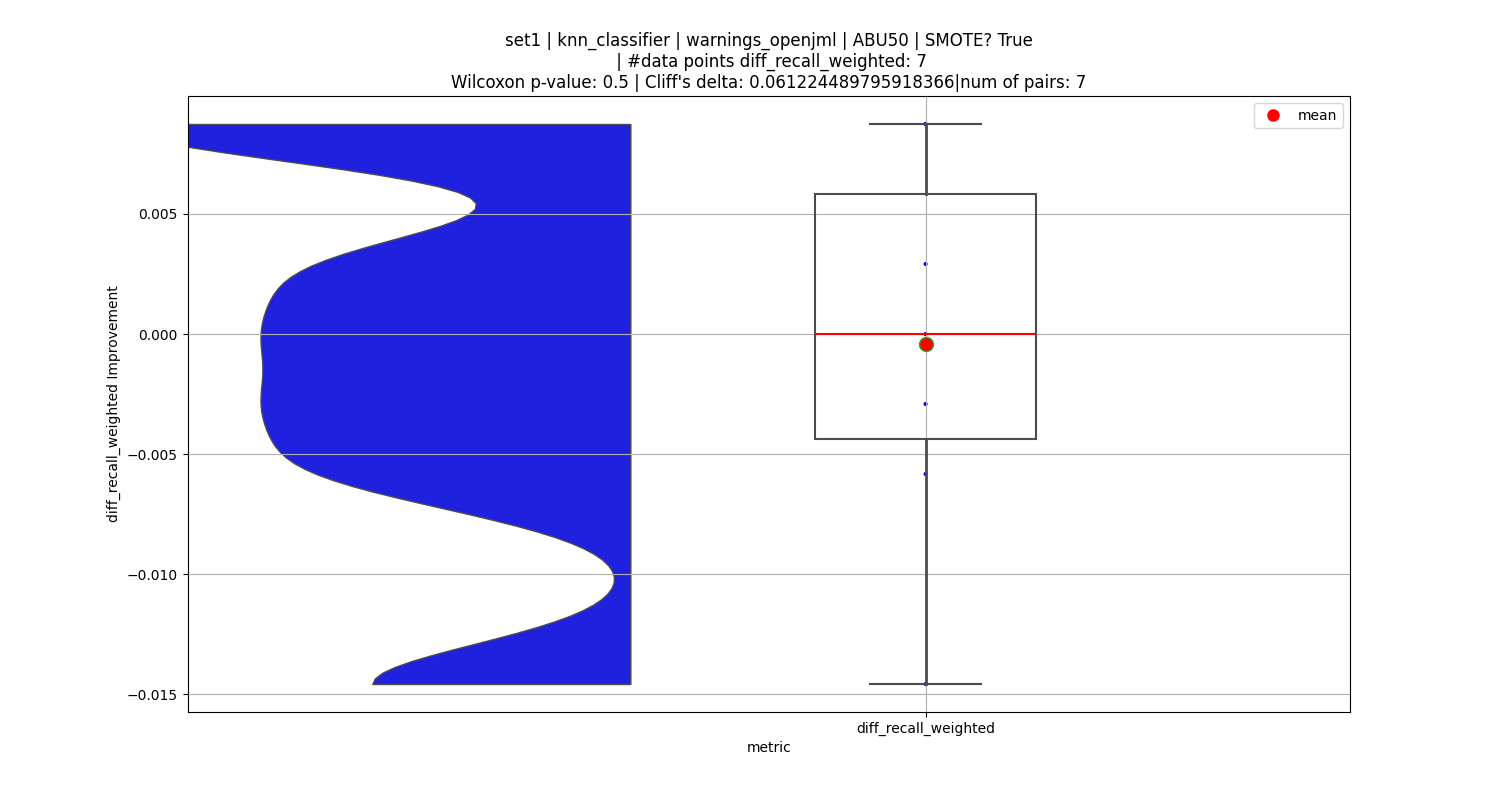 set1 | knn_classifier | warnings_openjml | ABU50 | SMOTE? True
| #data points diff_recall_weighted: 7
Wilcoxon p-value: 0.5 | Cliff's delta: 0.061224489795918366|num of pairs: 7
mean
0.005
0.000
−0.005
−0.010
−0.015
diff_recall_weighted Improvement
diff_recall_weighted
metric